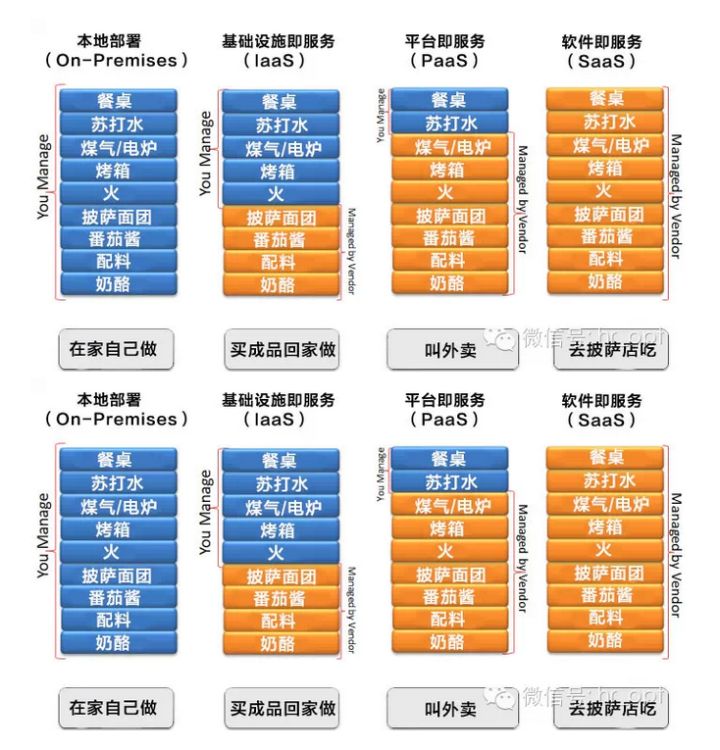 本地部署
（On-Premises）
You Manage
餐桌
苏打水
煤气/电炉
烤箱
火
披萨面团
番茄酱
配料
奶酪
在家自己做
基础设施即服务
（IaaS）
You Manage
餐桌
苏打水
煤气/电炉
烤箱
火
披萨面团
番茄酱
配料
奶酪
Managed by Vendor
买成品回家做
平台即服务
（PaaS）
You Manage
餐桌
苏打水
煤气/电炉
烤箱
火
披萨面团
番茄酱
配料
奶酪
Managed by Vendor
叫外卖
软件即服务
（SaaS）
餐桌
苏打水
煤气/电炉
烤箱
火
披萨面团
番茄酱
配料
奶酪
Managed by Vendor
去披萨店吃
微信号:
本地部署
（On-Premises）
You Manage
餐桌
苏打水
煤气/电炉
烤箱
火
披萨面团
番茄酱
配料
奶酪
在家自己做
基础设施即服务
（IaaS）
You Manage
餐桌
苏打水
煤气/电炉
烤箱
火
披萨面团
番茄酱
配料
奶酪
Managed by Vendor
买成品回家做
平台即服务
（PaaS）
You Manage
餐桌
苏打水
煤气/电炉
烤箱
火
披萨面团
番茄酱
配料
奶酪
Managed by Vendor
叫外卖
软件即服务
（SaaS）
餐桌
苏打水
煤气/电炉
烤箱
火
披萨面团
番茄酱
配料
奶酪
Managed by Vendor
去披萨店吃
微信号: